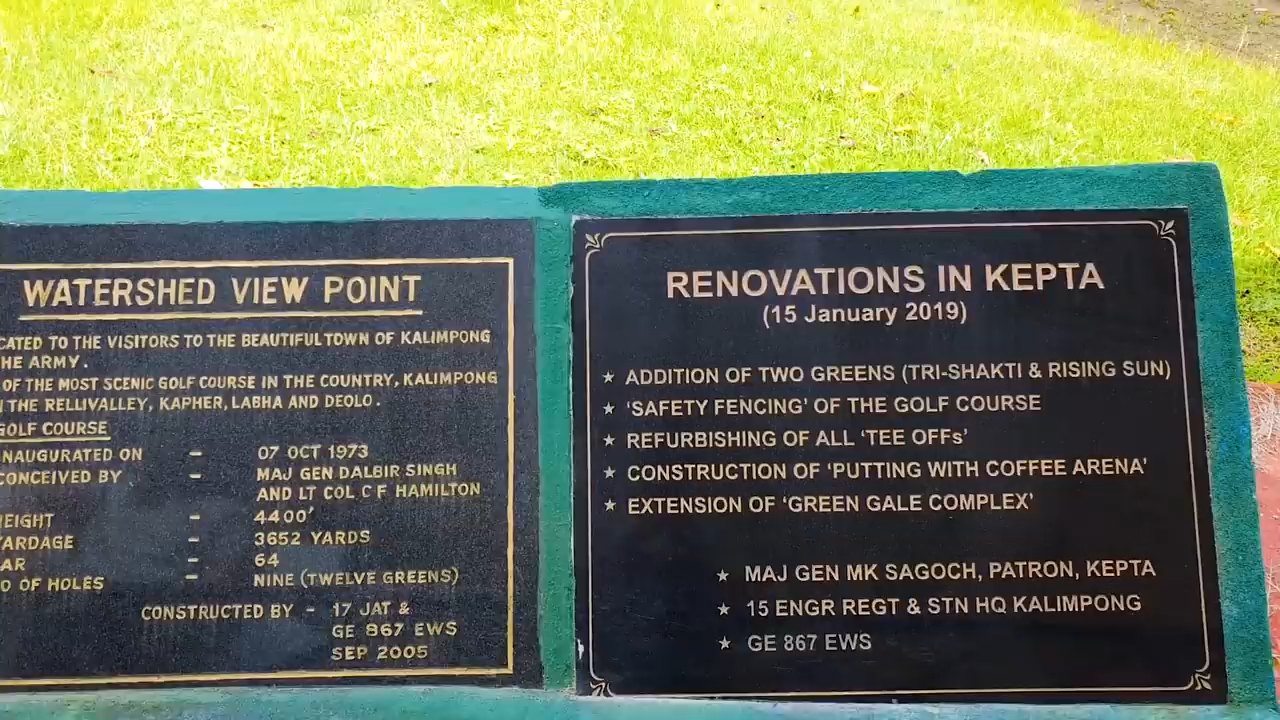 WATERSHED VIEW POINT
TO THE VISITORS TO THE BEAUTIFUL TOWN OF KALIMPONG
ARMY.
OF THE MOST SCENIC GOLF COURSE IN THE COUNTRY, KALIMPONG
THE RELLIVALLEY, KAPHER, LABHA AND DEOLO.
GOLF COURSE
ON – 07 OCT 1973
CONCEIVED BY – MAJ GEN DALBIR SINGH
AND LT COL C F HAMILTON
– 4400'
– 3652 YARDS
– 64
OF HOLES – NINE (TWELVE GREENS)
CONSTRUCTED BY – 17 JAT &
GE 867 EWS
SEP 2005
RENOVATIONS IN KEPTA
(15 January 2019)
★ ADDITION OF TWO GREENS (TRI-SHAKTI & RISING SUN)
★ 'SAFETY FENCING' OF THE GOLF COURSE
★ REFURBISHING OF ALL 'TEE OFFs'
★ CONSTRUCTION OF 'PUTTING WITH COFFEE ARENA'
★ EXTENSION OF 'GREEN GALE COMPLEX'
★ MAJ GEN MK SAGOCH, PATRON, KEPTA
★ 15 ENGR REGT & STN HQ KALIMPONG
★ GE 867 EWS